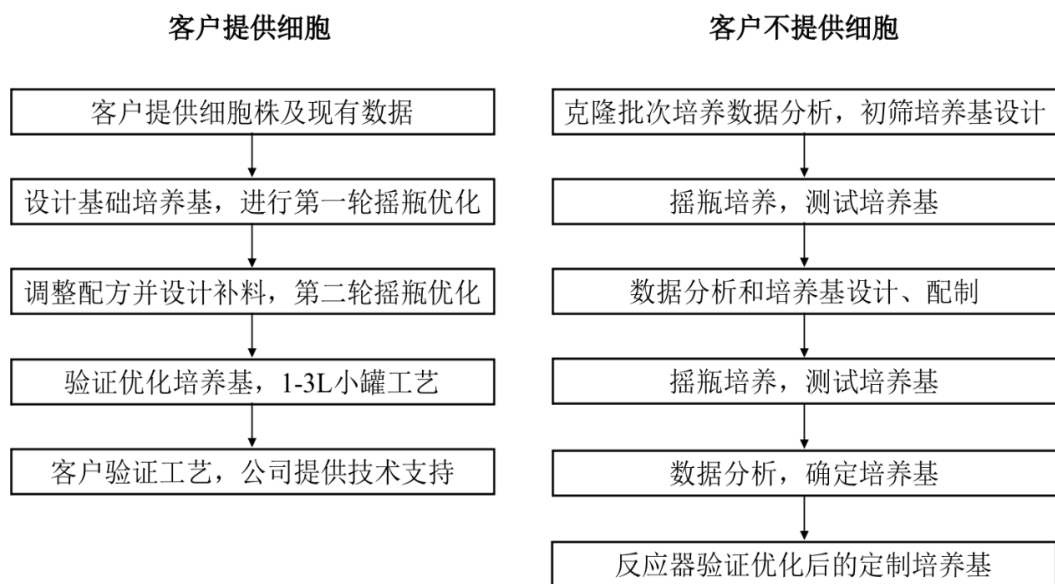 客户提供细胞
客户提供细胞株及现有数据
设计基础培养基，进行第一轮摇瓶优化
调整配方并设计补料，第二轮摇瓶优化
验证优化培养基，1-3L小罐工艺
客户验证工艺，公司提供技术支持
客户不提供细胞
克隆批次培养数据分析，初筛培养基设计
摇瓶培养，测试培养基
数据分析和培养基设计、配制
摇瓶培养，测试培养基
数据分析，确定培养基
反应器验证优化后的定制培养基